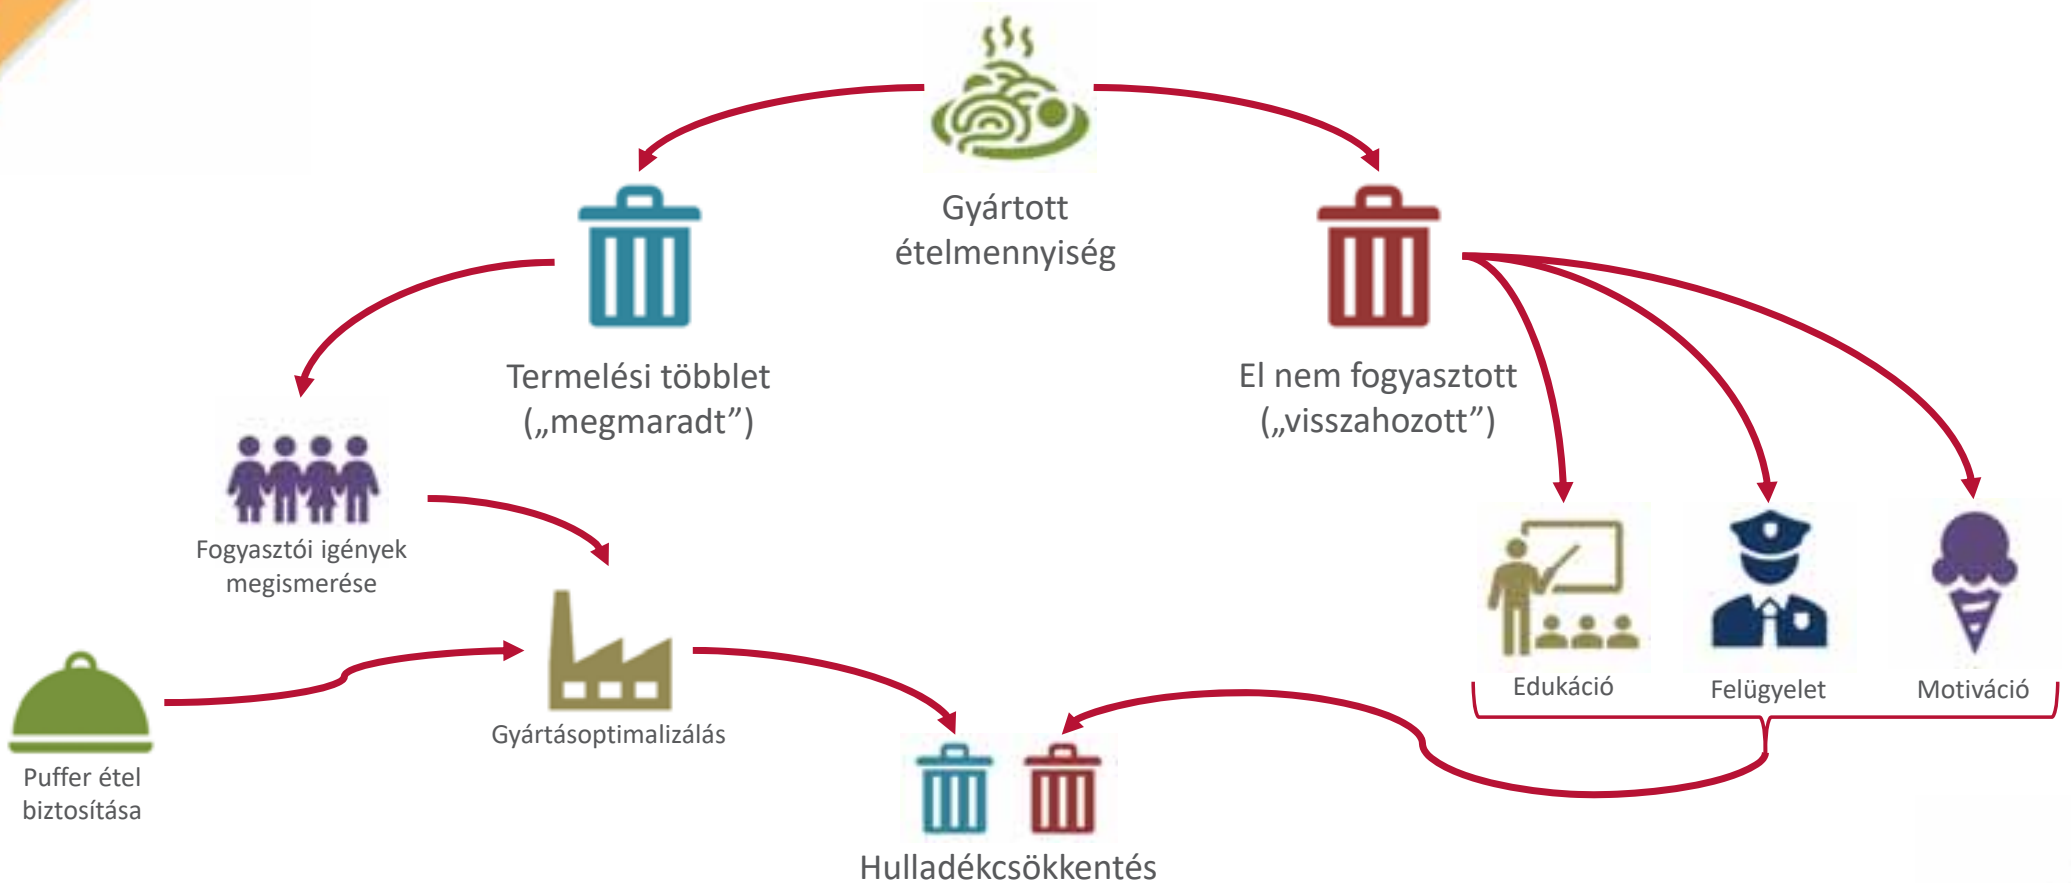 Gyártott
ételmennyiség
Termelési többlet
(„megmaradt”)
El nem fogyasztott
(„visszahozott”)
Fogyasztói igények
megismerése
Edukáció
Felügyelet
Motiváció
Gyártásoptimalizálás
Puffer étel
biztosítása
Hulladékcsökkentés